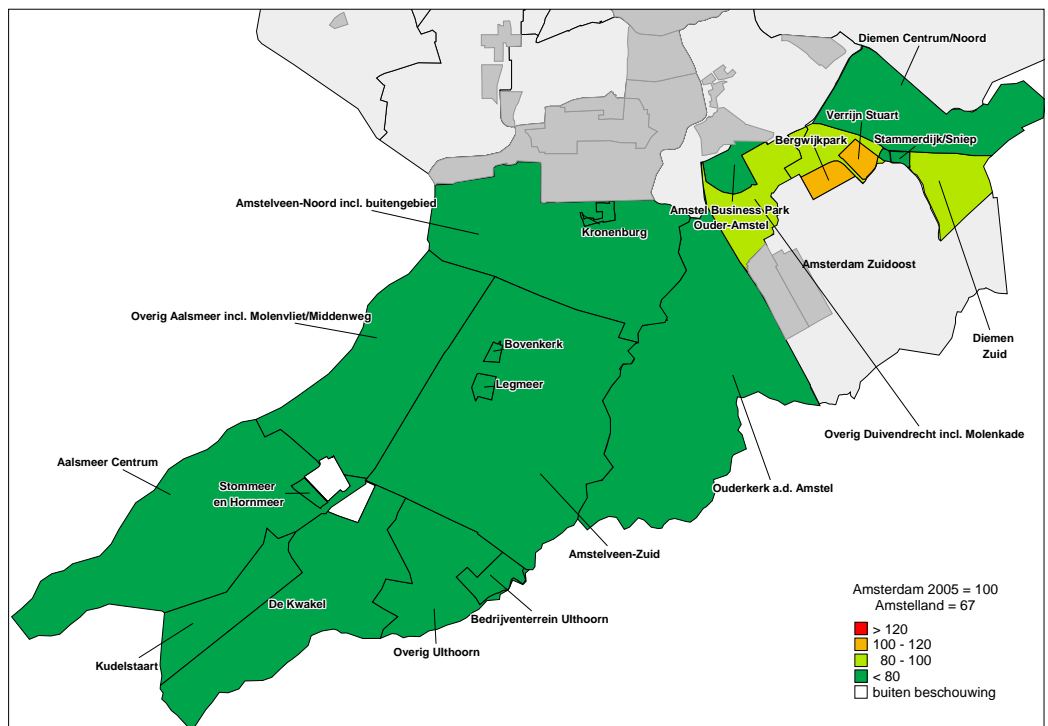 Diemen Centrum/Noord
Verrijn Stuart
Bergwijkpark
Stammerdijk/Sniep
Amstelveen-Noord incl. buitengebied
Amstel Business Park
Ouder-Amstel
Kronenburg
Amsterdam Zuidoost
Overig Aalsmeer incl. Molenvliet/Middenweg
Diemen
Zuid
Bovenkerk
Legmeer
Overig Duivendrecht incl. Molenkade
Aalsmeer Centrum
Stommeer
en Hornmeer
Ouderkerk a.d. Amstel
Amstelveen-Zuid
De Kwakel
Bedrijventerrein UIthoorn
Overig UIthoorn
Kudelstaart
Amsterdam 2005 = 100
Amstelland = 67
> 120
100 - 120
80 - 100
< 80
buiten beschouwing